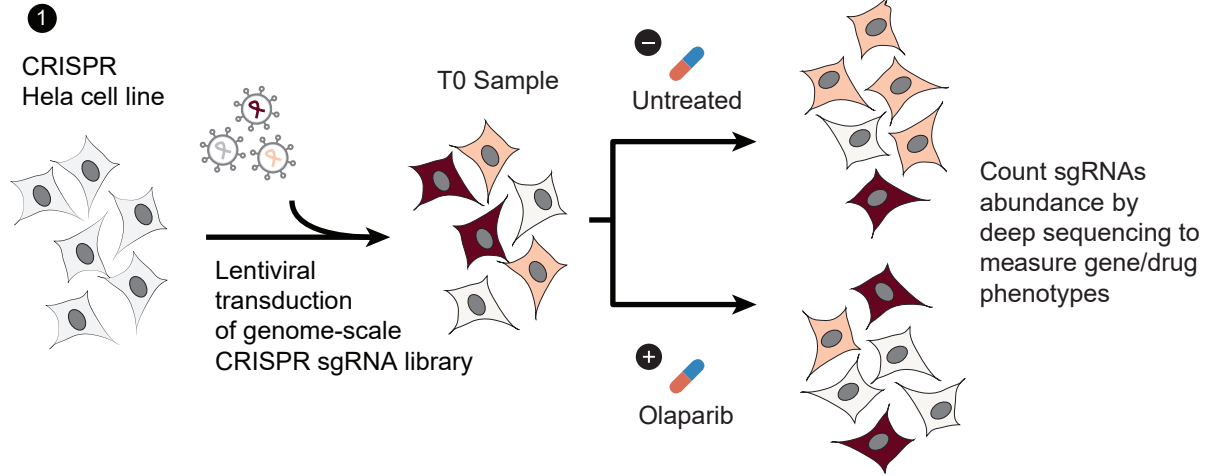 1
CRISPR
Hela cell line
Lentiviral
transduction
of genome-scale
CRISPR sgRNA library
T0 Sample
−
Untreated
+
Olaparib
Count sgRNAs
abundance by
deep sequencing to
measure gene/drug
phenotypes